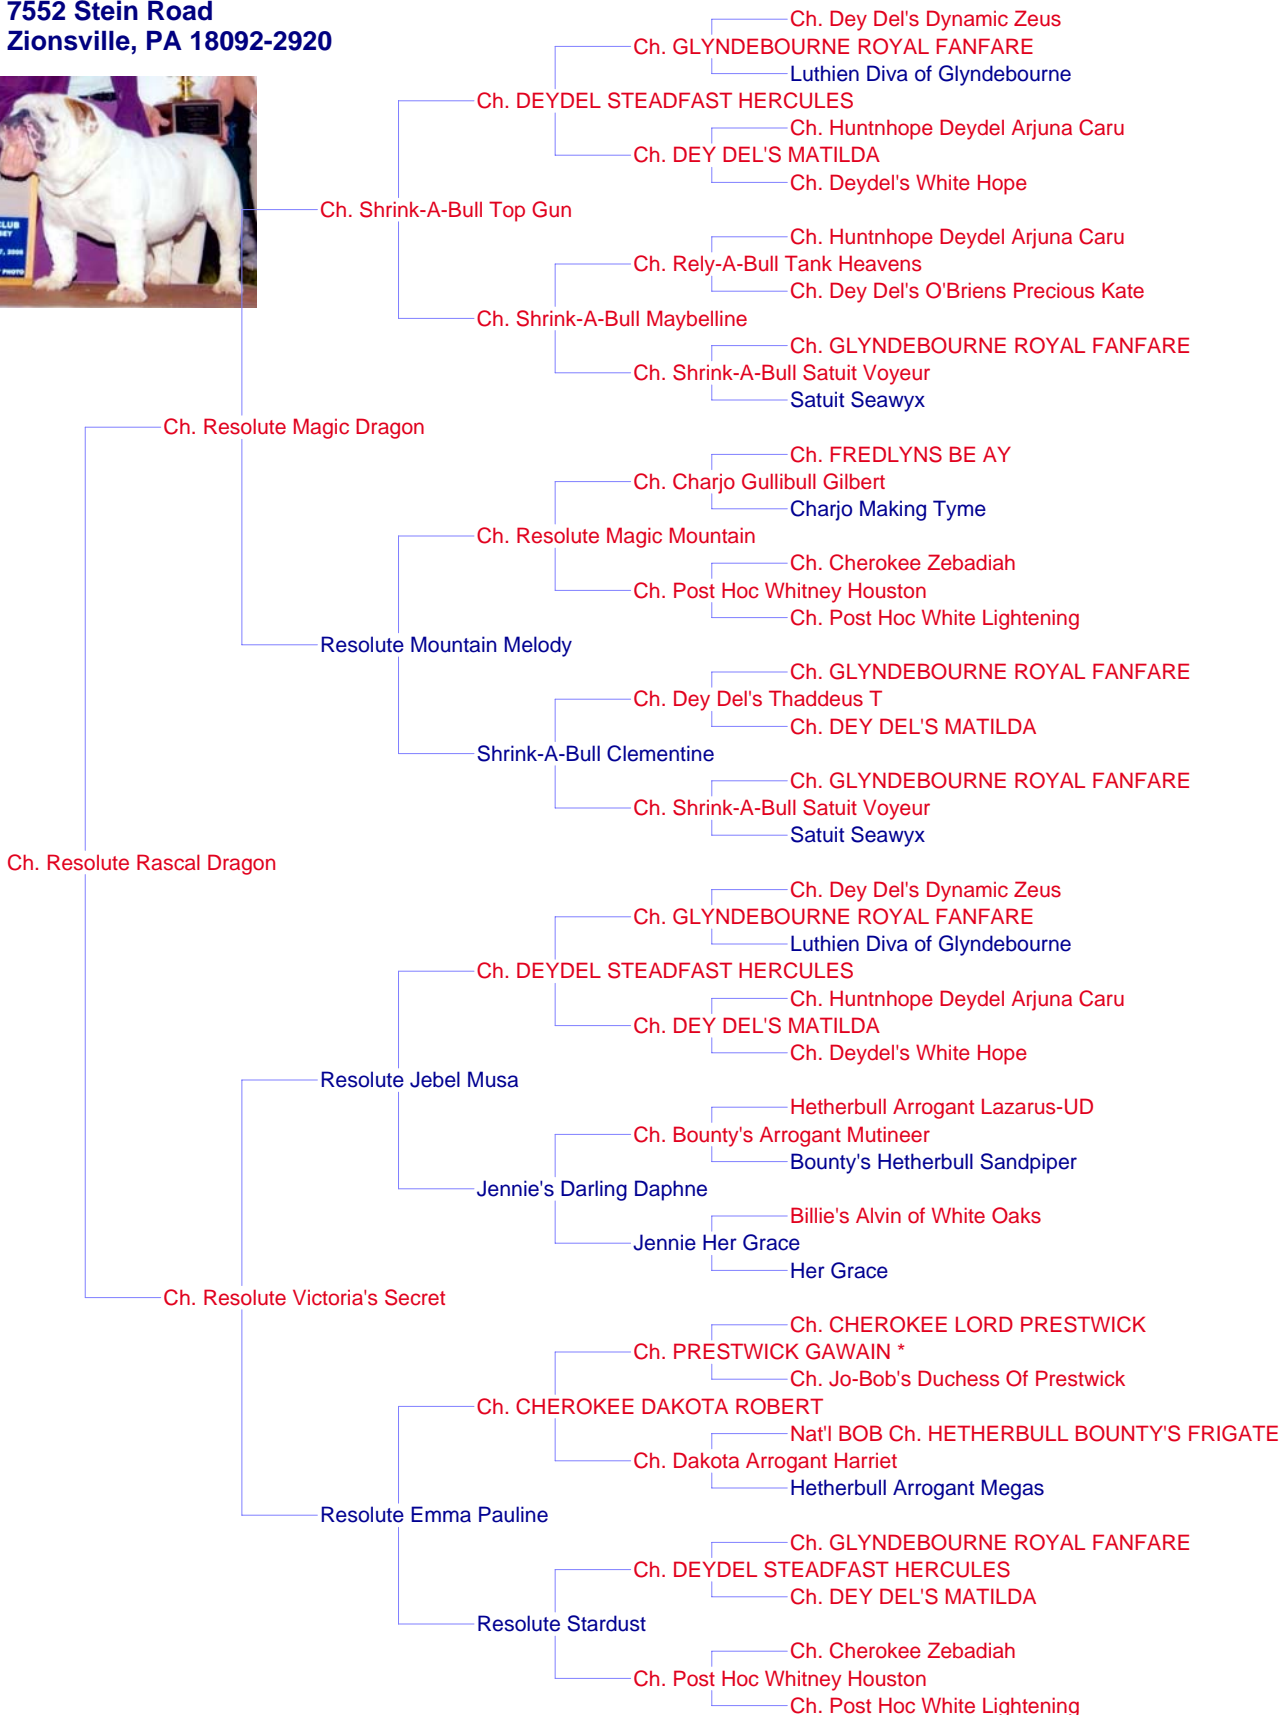 7552 Stein Road
Zionsville, PA 18092-2920
Ch. Dey Del's Dynamic Zeus
Ch. GLYNDEBOURNE ROYAL FANFARE
Luthien Diva of Glyndebourne
Ch. DEYDEL STEADFAST HERCULES
Ch. Huntnhope Deydel Arjuna Caru
Ch. DEY DEL'S MATILDA
Ch. Deydel's White Hope
Ch. Shrink-A-Bull Top Gun
Ch. Huntnhope Deydel Arjuna Caru
Ch. Rely-A-Bull Tank Heavens
Ch. Dey Del's O'Briens Precious Kate
Ch. Shrink-A-Bull Maybelline
Ch. GLYNDEBOURNE ROYAL FANFARE
Ch. Shrink-A-Bull Satuit Voyeur
Satuit Seawyx
Ch. Resolute Magic Dragon
Ch. FREDLYNS BE AY
Ch. Charjo Gullibull Gilbert
Charjo Making Tyme
Ch. Resolute Magic Mountain
Ch. Cherokee Zebadiah
Ch. Post Hoc Whitney Houston
Ch. Post Hoc White Lightening
Resolute Mountain Melody
Ch. GLYNDEBOURNE ROYAL FANFARE
Ch. Dey Del's Thaddeus T
Ch. DEY DEL'S MATILDA
Shrink-A-Bull Clementine
Ch. GLYNDEBOURNE ROYAL FANFARE
Ch. Shrink-A-Bull Satuit Voyeur
Satuit Seawyx
Ch. Resolute Rascal Dragon
Ch. Dey Del's Dynamic Zeus
Ch. GLYNDEBOURNE ROYAL FANFARE
Luthien Diva of Glyndebourne
Ch. DEYDEL STEADFAST HERCULES
Ch. Huntnhope Deydel Arjuna Caru
Ch. DEY DEL'S MATILDA
Ch. Deydel's White Hope
Resolute Jebel Musa
Hetherbull Arrogant Lazarus-UD
Ch. Bounty's Arrogant Mutineer
Bounty's Hetherbull Sandpiper
Jennie's Darling Daphne
Billie's Alvin of White Oaks
Jennie Her Grace
Her Grace
Ch. Resolute Victoria's Secret
Ch. CHEROKEE LORD PRESTWICK
Ch. PRESTWICK GAWAIN *
Ch. Jo-Bob's Duchess Of Prestwick
Ch. CHEROKEE DAKOTA ROBERT
Nat'l BOB Ch. HETHERBULL BOUNTY'S FRIGATE
Ch. Dakota Arrogant Harriet
Hetherbull Arrogant Megas
Resolute Emma Pauline
Ch. GLYNDEBOURNE ROYAL FANFARE
Ch. DEYDEL STEADFAST HERCULES
Ch. DEY DEL'S MATILDA
Resolute Stardust
Ch. Cherokee Zebadiah
Ch. Post Hoc Whitney Houston
Ch. Post Hoc White Lightening